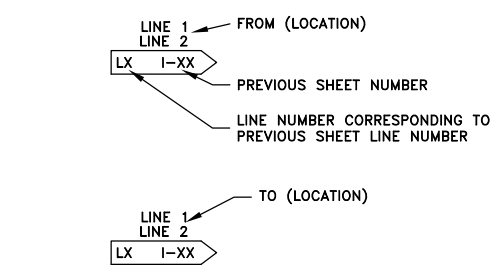 LINE 1 FROM (LOCATION)
LINE 2
LX I-XX
PREVIOUS SHEET NUMBER
LINE NUMBER CORRESPONDING TO
PREVIOUS SHEET LINE NUMBER
TO (LOCATION)
LINE 1
LINE 2
LX I-XX